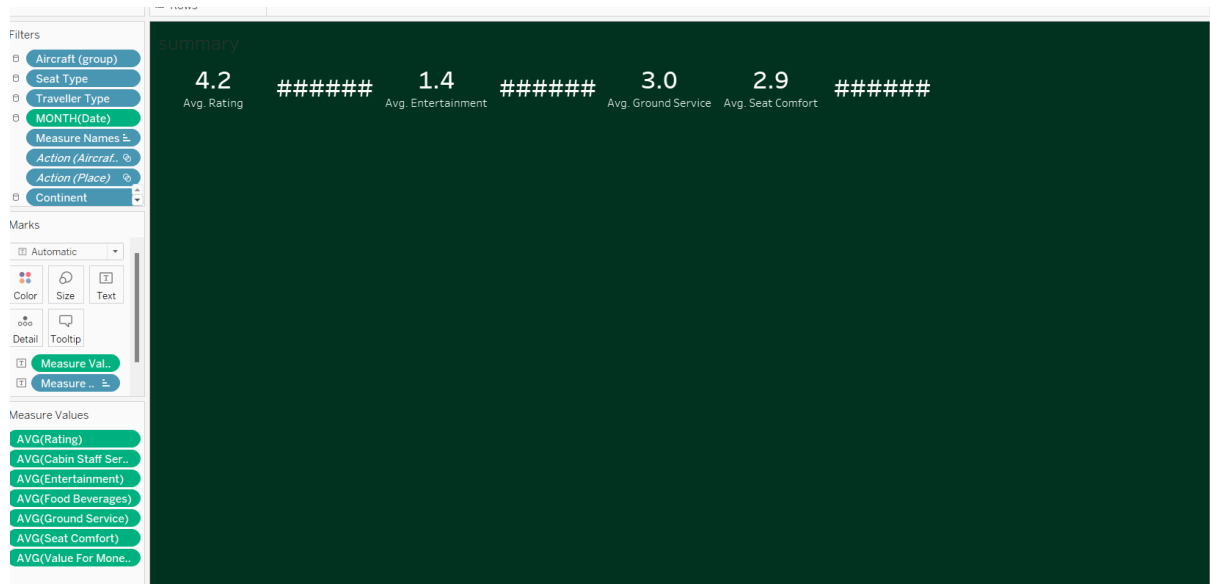 Rows
Filters
Aircraft (group)
Seat Type
Traveller Type
MONTH(Date)
Measure Names
Action (Aircraf..
Action (Place)
Continent
Marks
Automatic
Color Size Text
Detail Tooltip
Measure Val..
Measure ..
Measure Values
AVG(Rating)
AVG(Cabin Staff Ser..
AVG(Entertainment)
AVG(Food Beverages)
AVG(Ground Service)
AVG(Seat Comfort)
AVG(Value For Mone..
summary
4.2 ###### 1.4 ###### 3.0 2.9 ######
Avg. Rating Avg. Entertainment Avg. Ground Service Avg. Seat Comfort